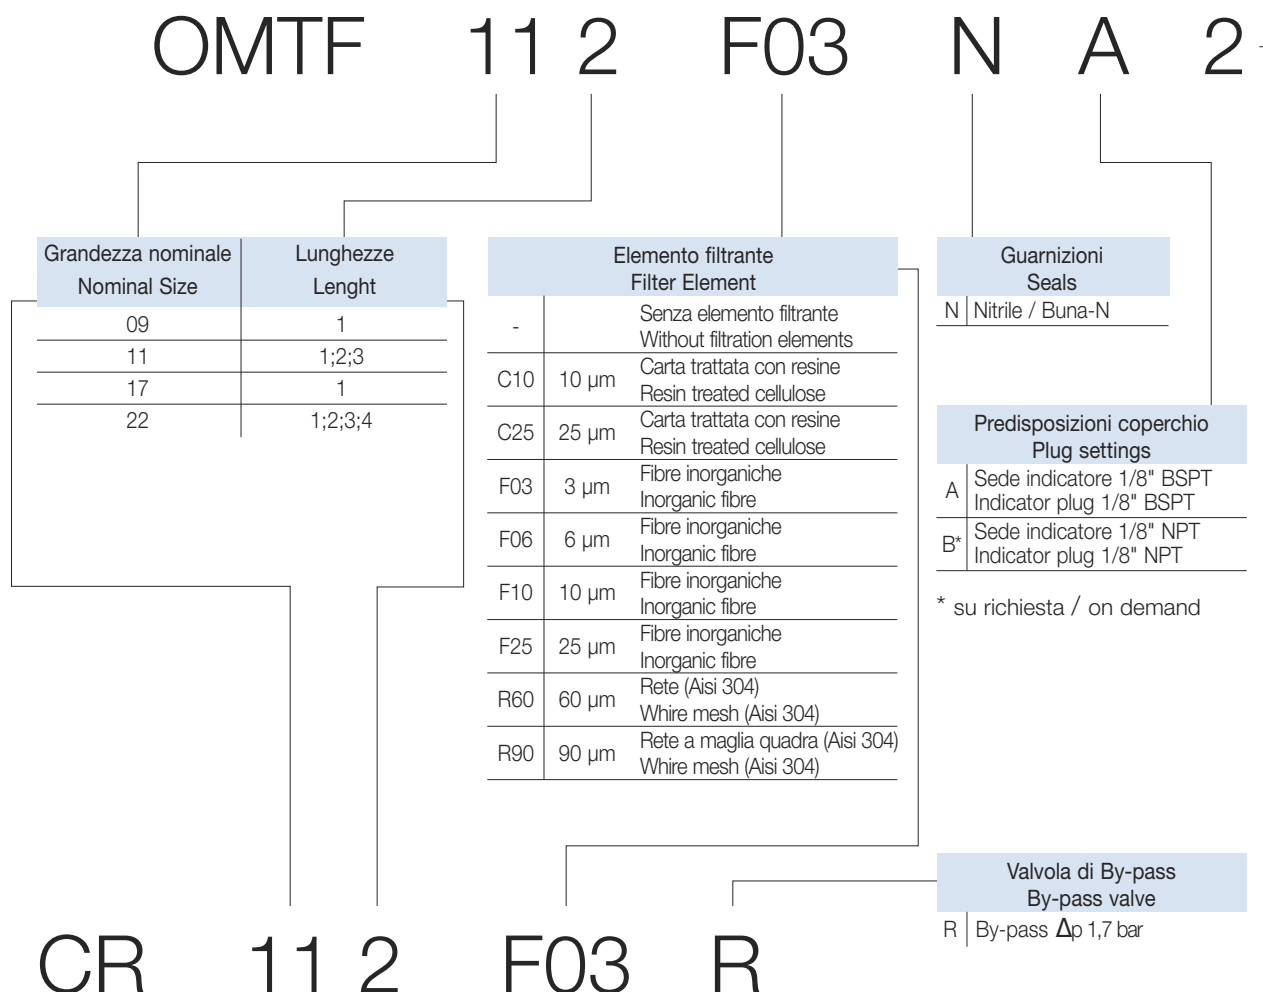 OMTF 11 2 F03 N A 2
Grandezza nominale
Nominal Size
Lunghezze
Lenght
09 1
11 1;2;3
17 1
22 1;2;3;4
Elemento filtrante
Filter Element
- Senza elemento filtrante
Without filtration elements
C10 10 µm Carta trattata con resine
Resin treated cellulose
C25 25 µm Carta trattata con resine
Resin treated cellulose
F03 3 µm Fibre inorganiche
Inorganic fibre
F06 6 µm Fibre inorganiche
Inorganic fibre
F10 10 µm Fibre inorganiche
Inorganic fibre
F25 25 µm Fibre inorganiche
Inorganic fibre
R60 60 µm Rete (Aisi 304)
Whire mesh (Aisi 304)
R90 90 µm Rete a maglia quadra (Aisi 304)
Whire mesh (Aisi 304)
Guarnizioni
Seals
N Nitrile / Buna-N
Predisposizioni coperchio
Plug settings
A Sede indicatore 1/8" BSPT
Indicator plug 1/8" BSPT
B* Sede indicatore 1/8" NPT
Indicator plug 1/8" NPT
* su richiesta / on demand
Valvola di By-pass
By-pass valve
R By-pass Δp 1,7 bar
CR 11 2 F03 R